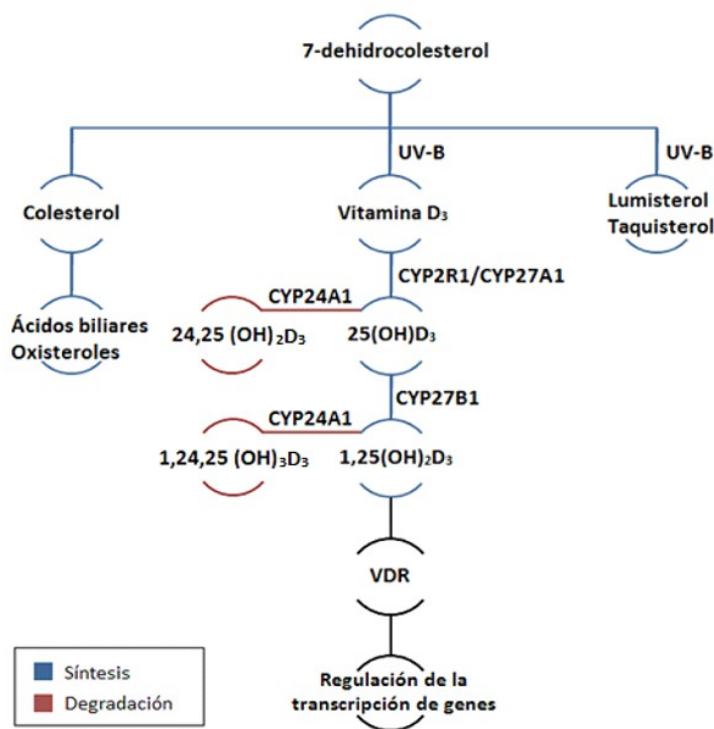 7-dehidrocolesterol
UV-B
UV-B
Colesterol
Vitamina D₃
Lumisterol
Taquisterol
CYP2R1/CYP27A1
CYP24A1
Ácidos biliares
Oxisteroles
24,25 (OH)₂D₃
25(OH)D₃
CYP27B1
CYP24A1
1,24,25 (OH)₃D₃
1,25(OH)₂D₃
VDR
Síntesis
Degradación
Regulación de la
transcripción de genes